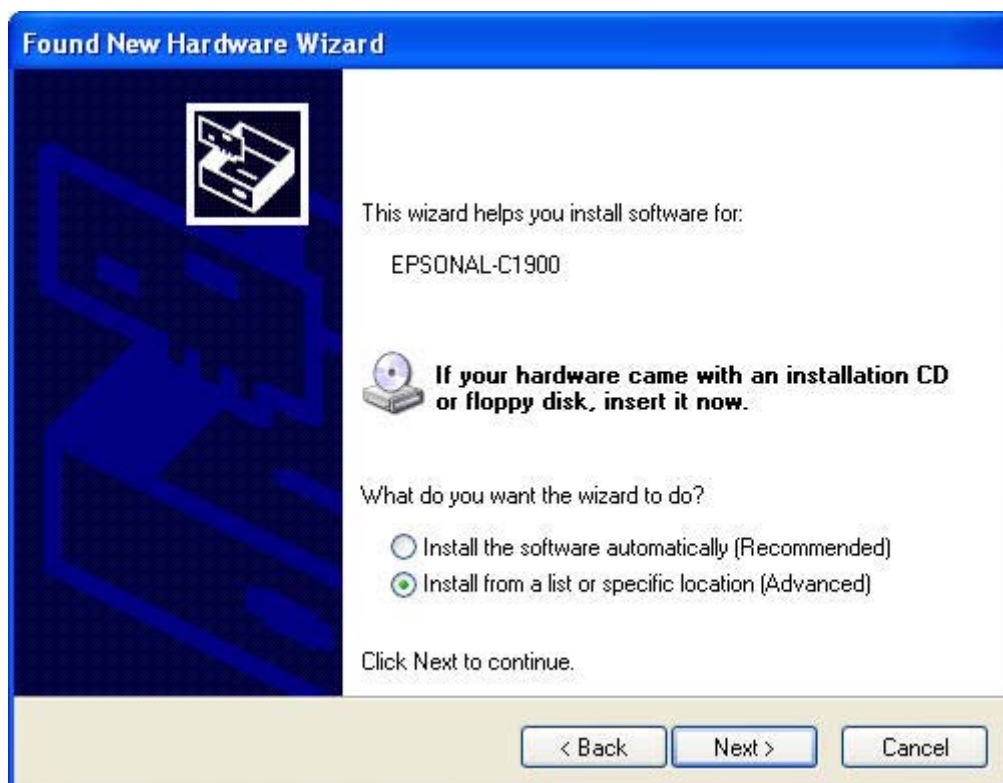 Found New Hardware Wizard
This wizard helps you install software for:
EPSONAL-C1900
If your hardware came with an installation CD
or floppy disk, insert it now.
What do you want the wizard to do?
Install the software automatically (Recommended)
Install from a list or specific location (Advanced)
Click Next to continue.
< Back
Next >
Cancel